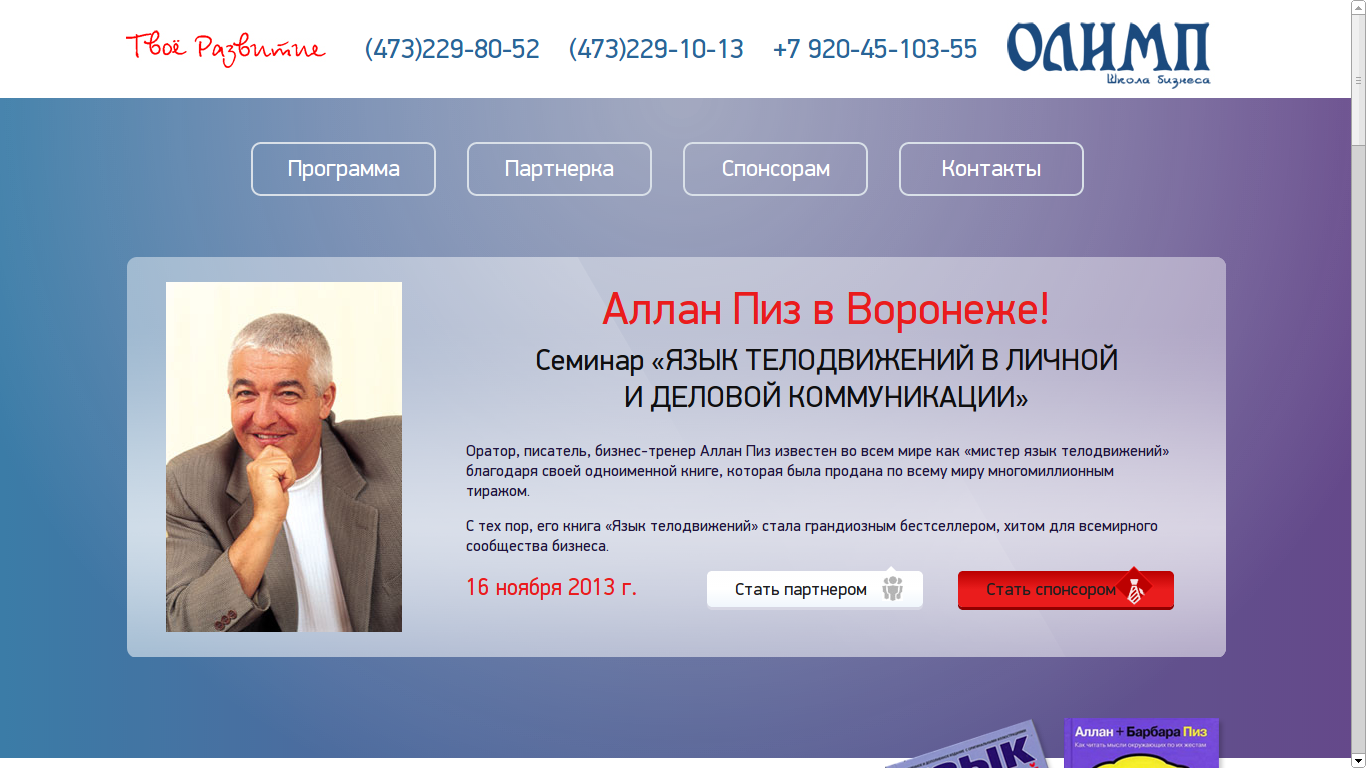 Твоё Развитие
(473)229-80-52 (473)229-10-13 +7 920-45-103-55
ОЛИМП
Школа бизнеса
Программа
Партнерка
Спонсорам
Контакты
Аллан Пиз в Воронеже!
Семинар «ЯЗЫК ТЕЛОДВИЖЕНИЙ В ЛИЧНОЙ
И ДЕЛОВОЙ КОММУНИКАЦИИ»
Оратор, писатель, бизнес-тренер Аллан Пиз известен во всем мире как «мистер язык телодвижений»
благодаря своей одноименной книге, которая была продана по всему миру многомиллионным
тиражом.
С тех пор, его книга «Язык телодвижений» стала грандиозным бестселлером, хитом для всемирного
сообщества бизнеса.
16 ноября 2013 г.
Стать партнером
Стать спонсором
Аллан + Барбара Пиз
Как читать мысли окружающих по их жестам